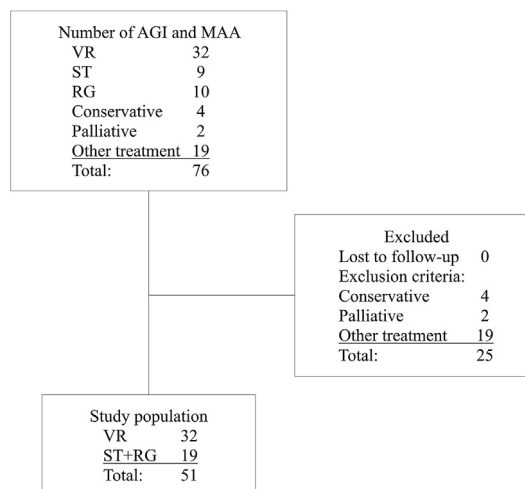 Number of AGI and MAA
VR 32
ST 9
RG 10
Conservative 4
Palliative 2
Other treatment 19
Total: 76
Excluded
Lost to follow-up 0
Exclusion criteria:
Conservative 4
Palliative 2
Other treatment 19
Total: 25
Study population
VR 32
ST+RG 19
Total: 51